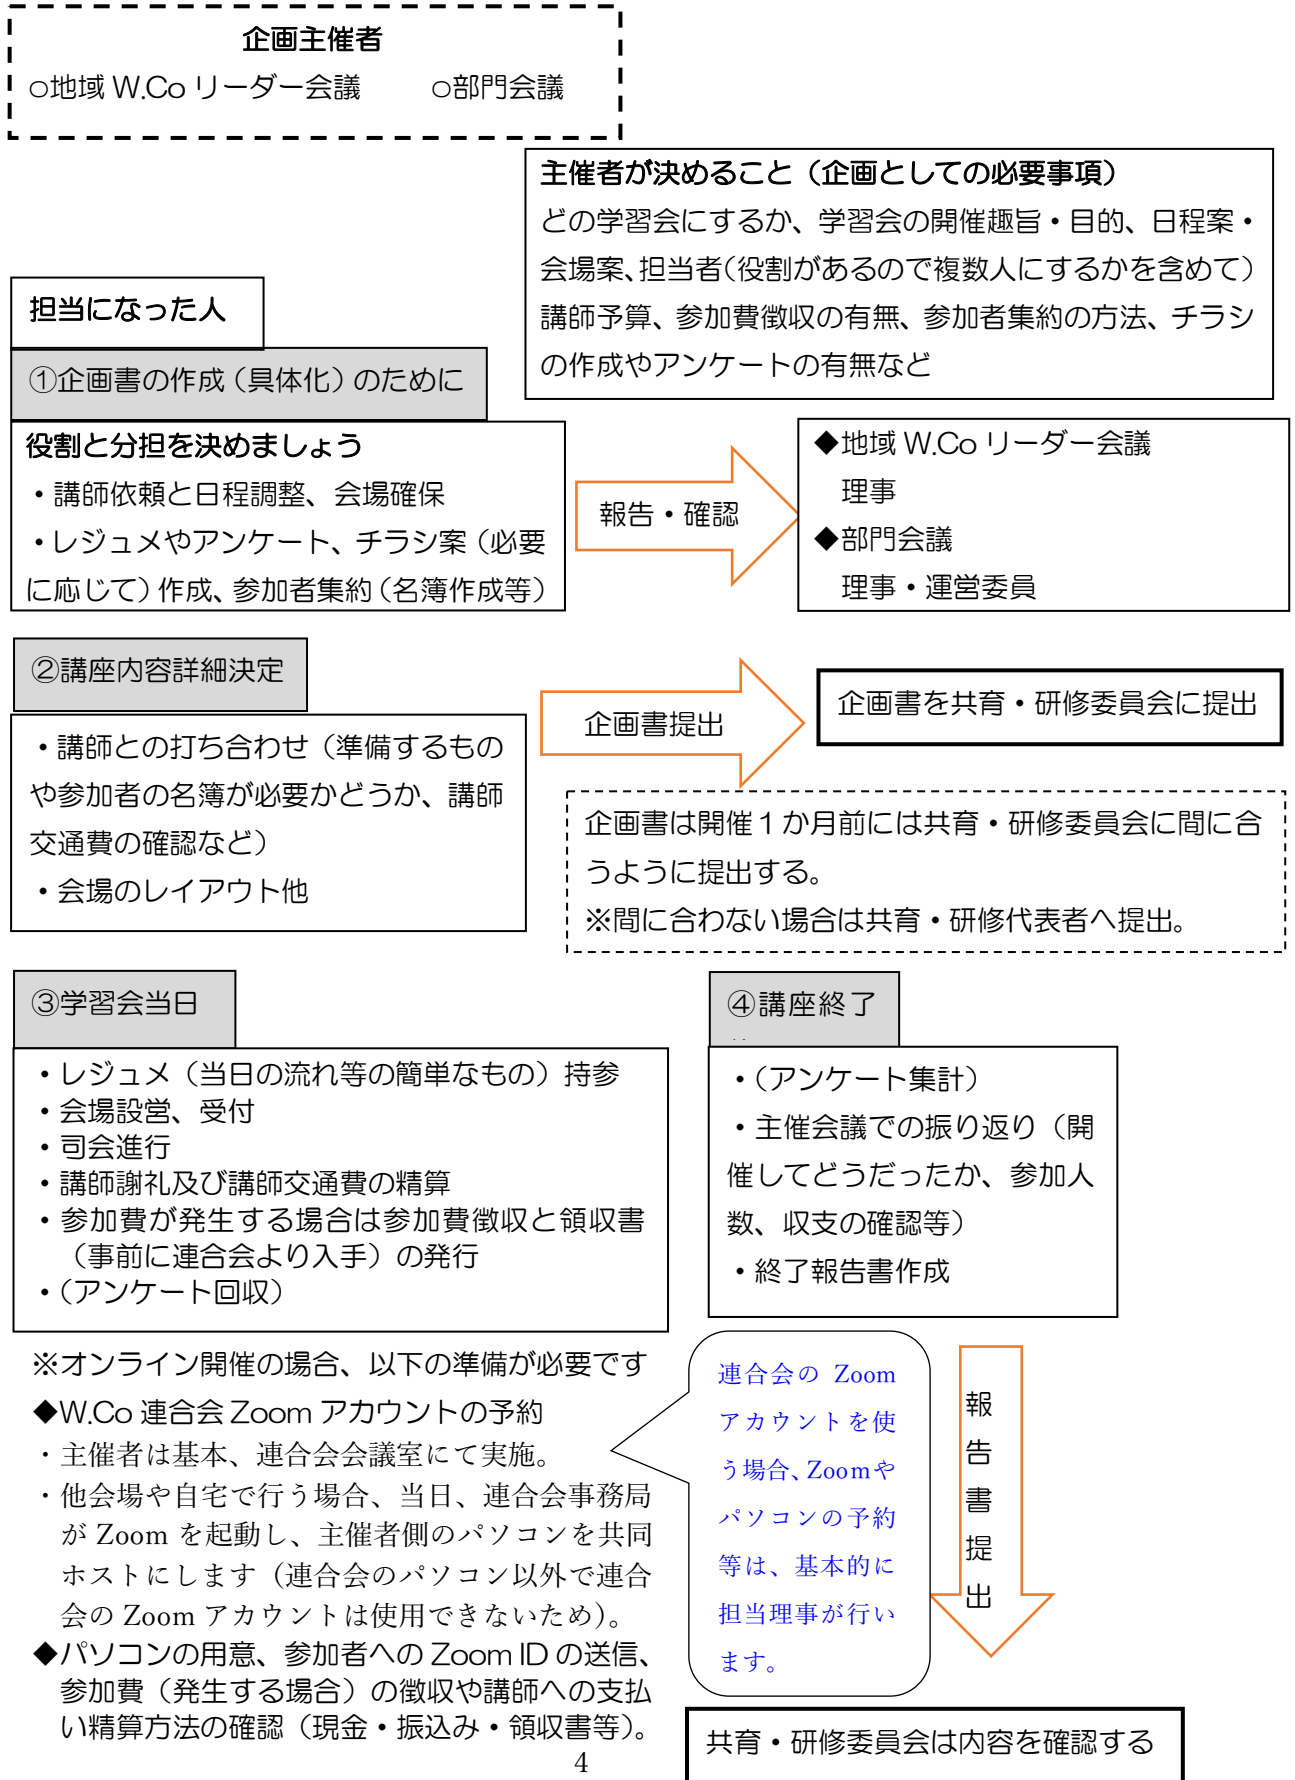 企画主催者
○地域 W.Co リーダー会議　　○部門会議
主催者が決めること（企画としての必要事項）
どの学習会にするか、学習会の開催趣旨・目的、日程案・
会場案、担当者（役割があるので複数人にするかを含めて）
講師予算、参加費徴収の有無、参加者集約の方法、チラシ
の作成やアンケートの有無など
担当になった人
①企画書の作成（具体化）のために
役割と分担を決めましょう
・講師依頼と日程調整、会場確保
・レジュメやアンケート、チラシ案（必要
に応じて）作成、参加者集約（名簿作成等）
報告・確認
◆地域 W.Co リーダー会議
理事
◆部門会議
理事・運営委員
②講座内容詳細決定
・講師との打ち合わせ（準備するもの
や参加者の名簿が必要かどうか、講師
交通費の確認など）
・会場のレイアウト他
企画書提出
企画書を共育・研修委員会に提出
企画書は開催１か月前には共育・研修委員会に間に合
うように提出する。
※間に合わない場合は共育・研修代表者へ提出。
③学習会当日
・レジュメ（当日の流れ等の簡単なもの）持参
・会場設営、受付
・司会進行
・講師謝礼及び講師交通費の精算
・参加費が発生する場合は参加費徴収と領収書
（事前に連合会より入手）の発行
・（アンケート回収）
④講座終了
・（アンケート集計）
・主催会議での振り返り（開
催してどうだったか、参加人
数、収支の確認等）
・終了報告書作成
※オンライン開催の場合、以下の準備が必要です
◆W.Co 連合会 Zoom アカウントの予約
・主催者は基本、連合会会議室にて実施。
・他会場や自宅で行う場合、当日、連合会事務局
が Zoom を起動し、主催者側のパソコンを共同
ホストにします（連合会のパソコン以外で連合
会の Zoom アカウントは使用できないため）。
◆パソコンの用意、参加者への Zoom ID の送信、
参加費（発生する場合）の徴収や講師への支払
い精算方法の確認（現金・振込み・領収書等）。
連合会の Zoom
アカウントを使
う場合、Zoomや
パソコンの予約
等は、基本的に
担当理事が行い
ます。
報告書提出
共育・研修委員会は内容を確認する
4